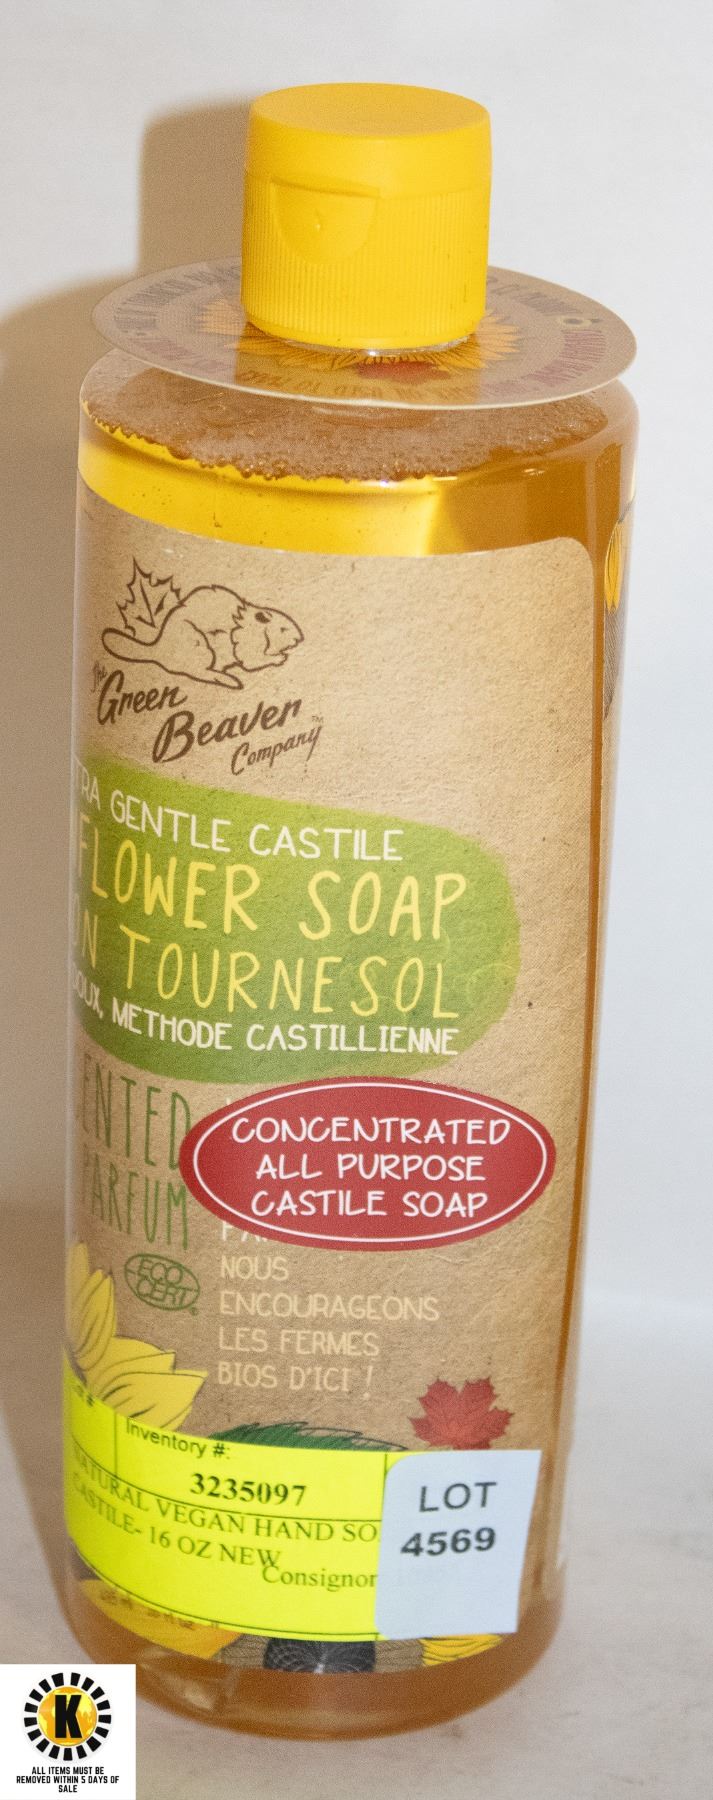 The
Green
Beaver
Company™
TRA GENTLE CASTILE
FLOWER SOAP
ON TOURNESOL
DOUX, METHODE CASTILLIENNE
ENTED
PARFUM
CONCENTRATED
ALL PURPOSE
CASTILE SOAP
ECO
CERT
NOUS
ENCOURAGEONS
LES FERMES
BIOS D'ICI !
Inventory #:
3235097
NATURAL VEGAN HAND SO
CASTILE- 16 OZ NEW
Consignor
LOT
4569
K
ALL ITEMS MUST BE
REMOVED WITHIN 5 DAYS OF
SALE